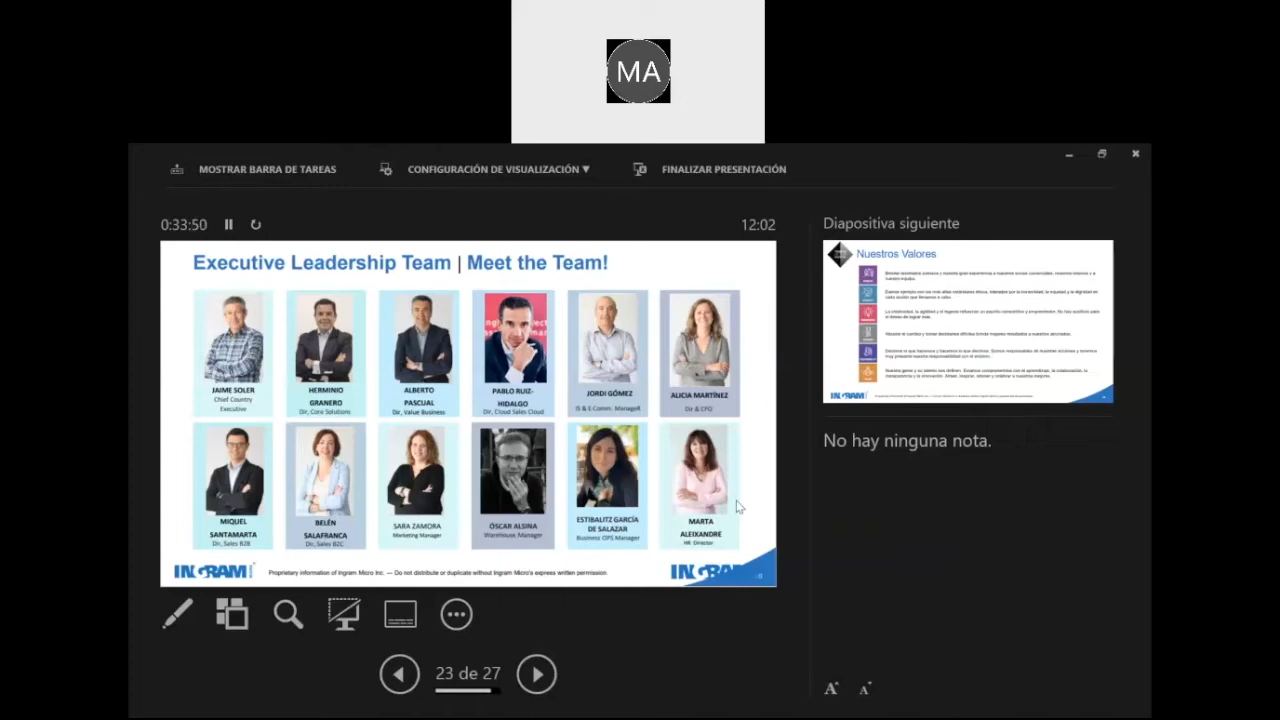 MA
MOSTRAR BARRA DE TAREAS
CONFIGURACIÓN DE VISUALIZACIÓN ▼
FINALIZAR PRESENTACIÓN
0:33:50
12:02
Executive Leadership Team | Meet the Team!
JAIME SOLER
Chief Country
Executive
HERMINIO
GRANERO
Dir, Core Solutions
ALBERTO
PASCUAL
Dir, Value Business
PABLO RUIZ-
HIDALGO
Dir, Cloud Sales Cloud
JORDI GÓMEZ
IS & E.Comm. ManageR
ALICIA MARTÍNEZ
Dir & CFO
MIQUEL
SANTAMARTA
Dir, Sales B2B
BELÉN
SALAFRANCA
Dir, Sales B2C
SARA ZAMORA
Marketing Manager
ÓSCAR ALSINA
Warehouse Manager
ESTIBALITZ GARCÍA
DE SALAZAR
Business OPS Manager
MARTA
ALEIXANDRE
HR Director
INGRAM
Proprietary information of Ingram Micro Inc. — Do not distribute or duplicate without Ingram Micro's express written permission.
INGRAM
23 de 27
Diapositiva siguiente
Nuestros Valores
INGRAM
No hay ninguna nota.
A
A